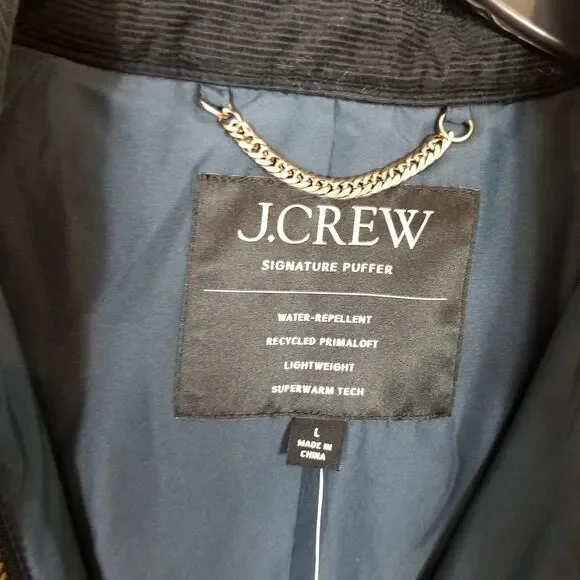 J.CREW
SIGNATURE PUFFER
WATER-REPELLENT
RECYCLED PRIMALOFT
LIGHTWEIGHT
SUPERWARM TECH
L
MADE IN
CHINA